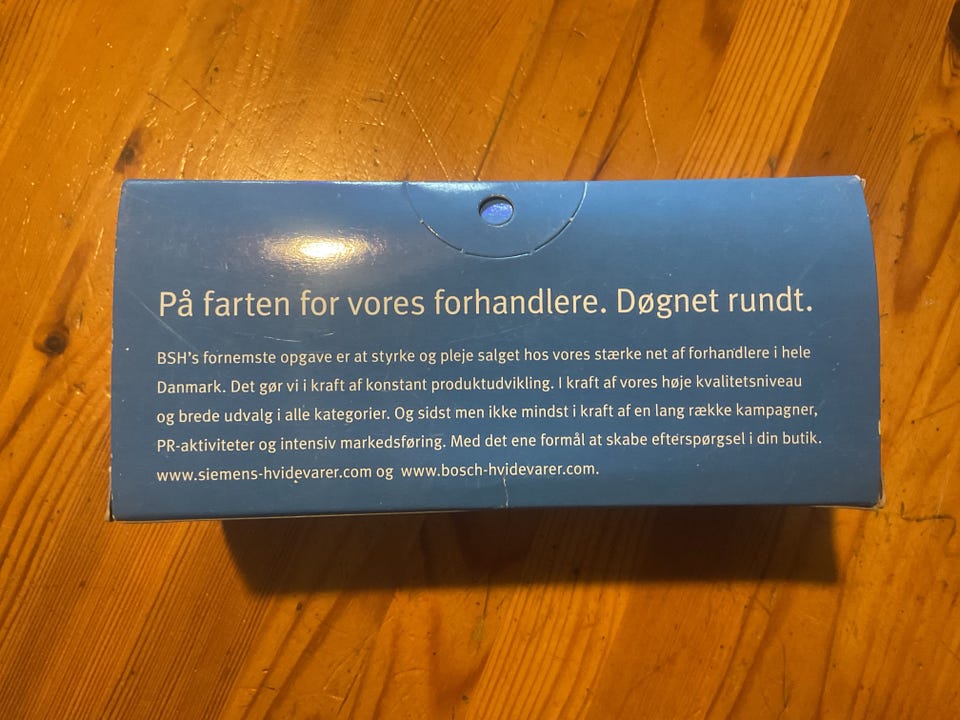 På farten for vores forhandlere. Døgnet rundt.
BSH's fornemste opgave er at styrke og pleje salget hos vores stærke net af forhandlere i hele
Danmark. Det gør vi i kraft af konstant produktudvikling. I kraft af vores høje kvalitetsniveau
og brede udvalg i alle kategorier. Og sidst men ikke mindst i kraft af en lang række kampagner,
PR-aktiviteter og intensiv markedsføring. Med det ene formål at skabe efterspørgsel i din butik.
www.siemens-hvidevarer.com og www.bosch-hvidevarer.com.